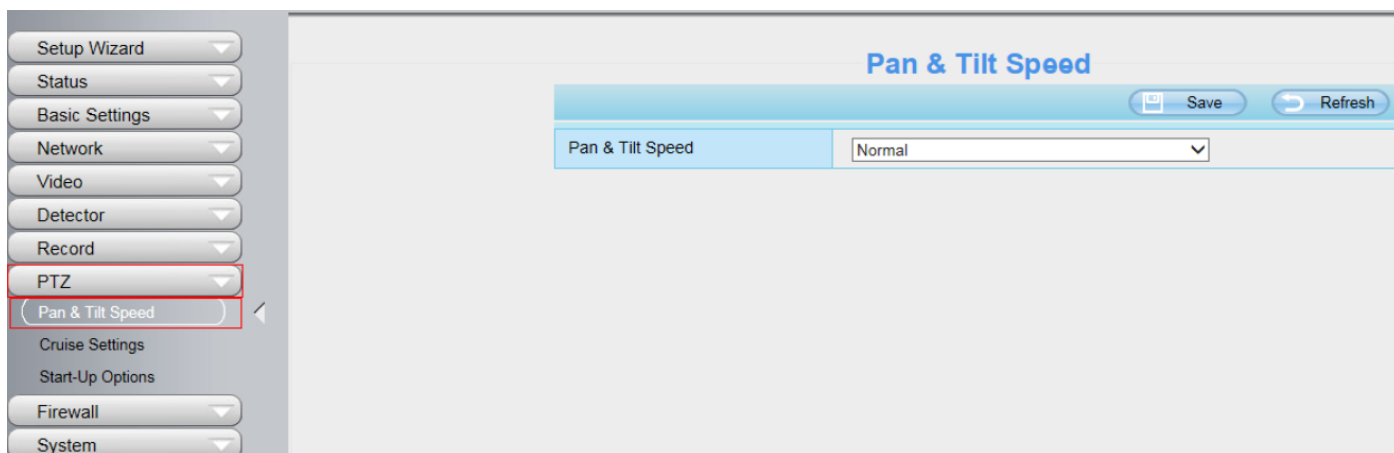 Setup Wizard
Status
Basic Settings
Network
Video
Detector
Record
PTZ
Pan & Tilt Speed
Cruise Settings
Start-Up Options
Firewall
System
Pan & Tilt Speed
Save Refresh
Pan & Tilt Speed Normal